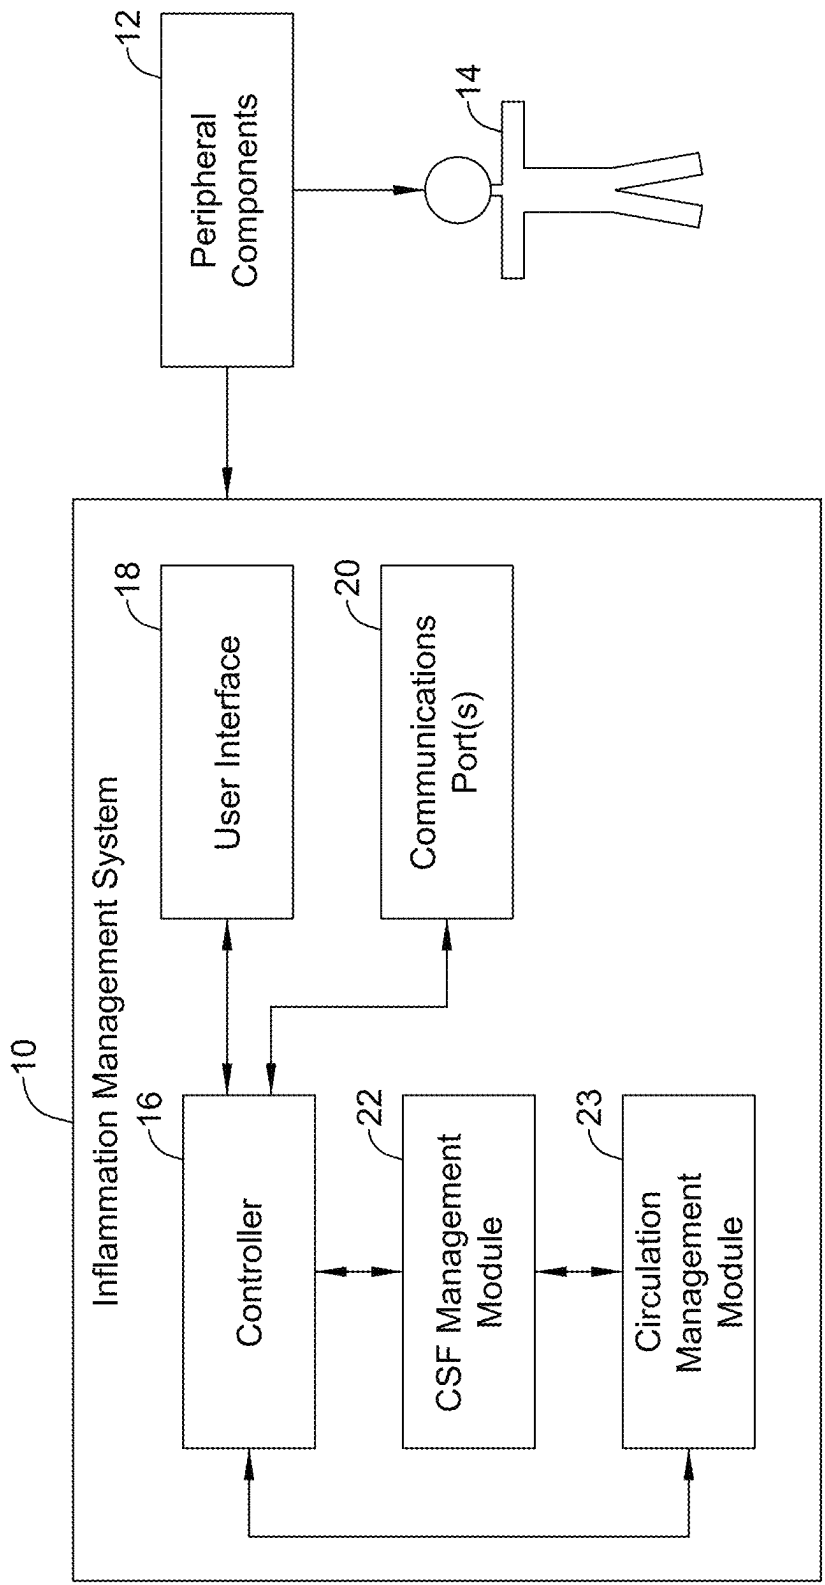 10
Inflammation Management System
16
Controller
18
User Interface
12
Peripheral
Components
22
CSF Management
Module
20
Communications
Port(s)
14
23
Circulation
Management
Module